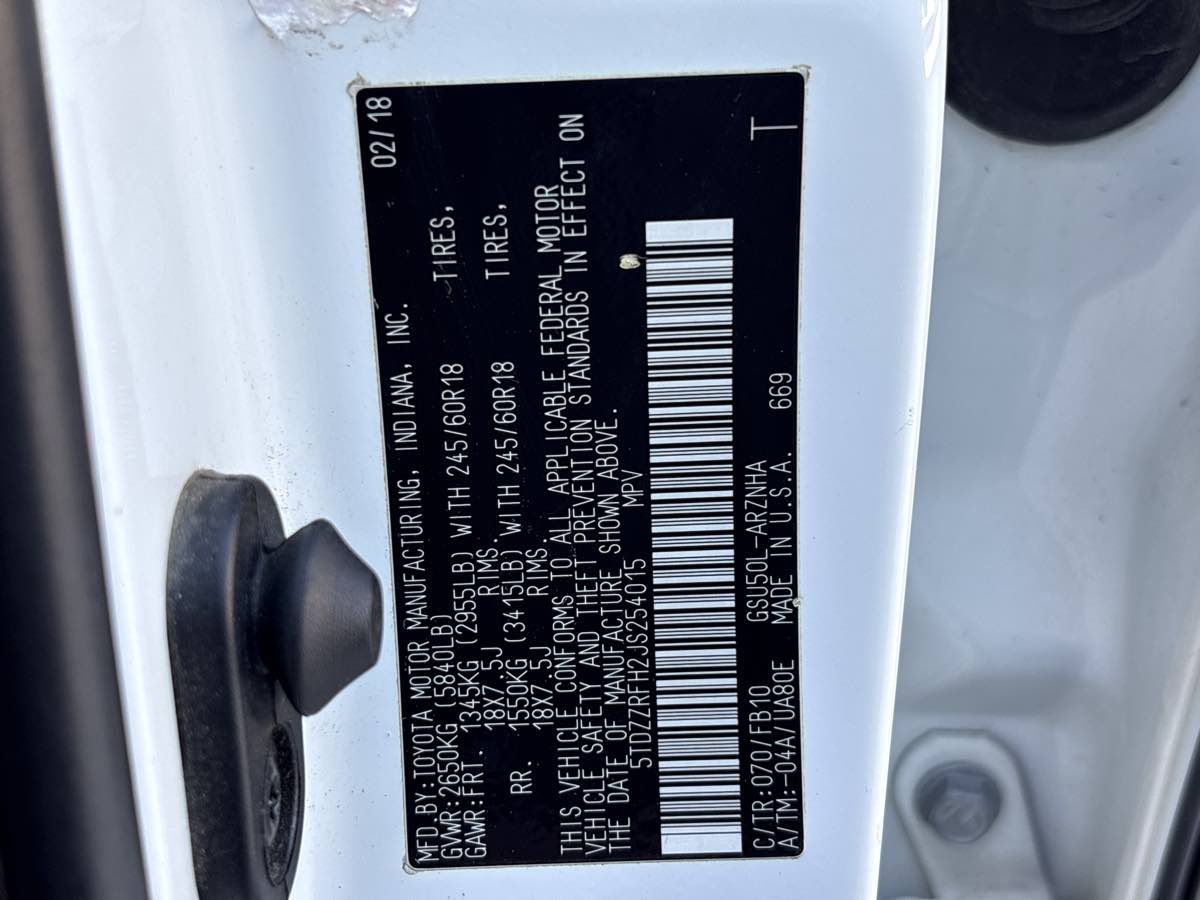 MFD.BY:TOYOTA MOTOR MANUFACTURING, INDIANA, INC. 02/18
GVWR:2650KG (5840LB)
GAWR:FRT. 1345KG (2955LB) WITH 245/60R18 TIRES,
18X7.5J RIMS,
RR. 1550KG (3415LB) WITH 245/60R18 TIRES,
18X7.5J RIMS.
THIS VEHICLE CONFORMS TO ALL APPLICABLE FEDERAL MOTOR
VEHICLE SAFETY AND THEFT PREVENTION STANDARDS IN EFFECT ON
THE DATE OF MANUFACTURE SHOWN ABOVE.
5TDZZRFH2JS254015 MPV
C/TR:070/FB10 GSU50L-ARZNHA T
A/TM:-04A/UA80E MADE IN U.S.A. 669